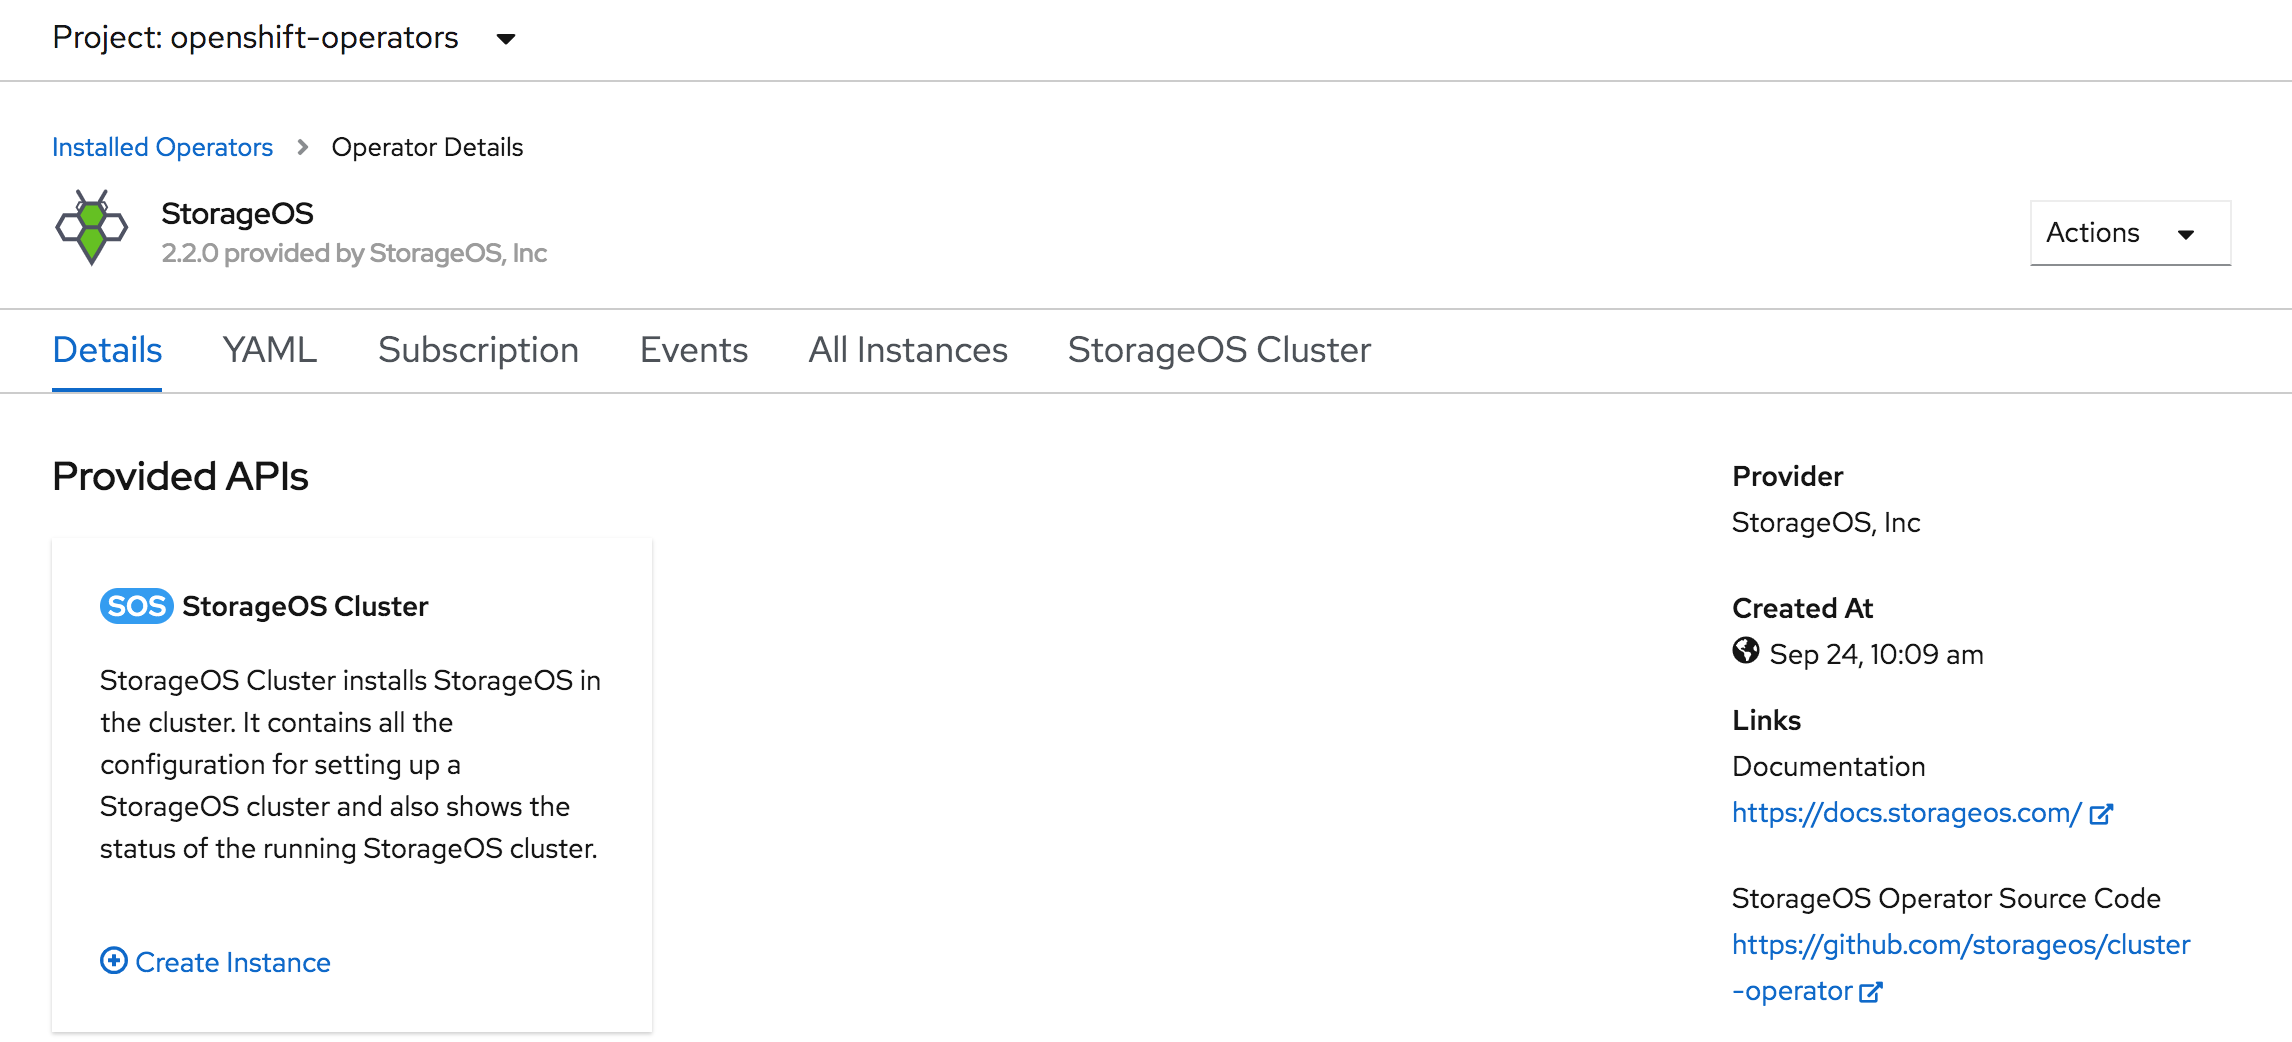 Project: openshift-operators
Installed Operators > Operator Details
StorageOS
2.2.0 provided by StorageOS, Inc
Actions
Details YAML Subscription Events All Instances StorageOS Cluster
Provided APIs
SOS StorageOS Cluster
StorageOS Cluster installs StorageOS in
the cluster. It contains all the
configuration for setting up a
StorageOS cluster and also shows the
status of the running StorageOS cluster.
Create Instance
Provider
StorageOS, Inc
Created At
Sep 24, 10:09 am
Links
Documentation
https://docs.storageos.com/
StorageOS Operator Source Code
https://github.com/storageos/cluster
-operator